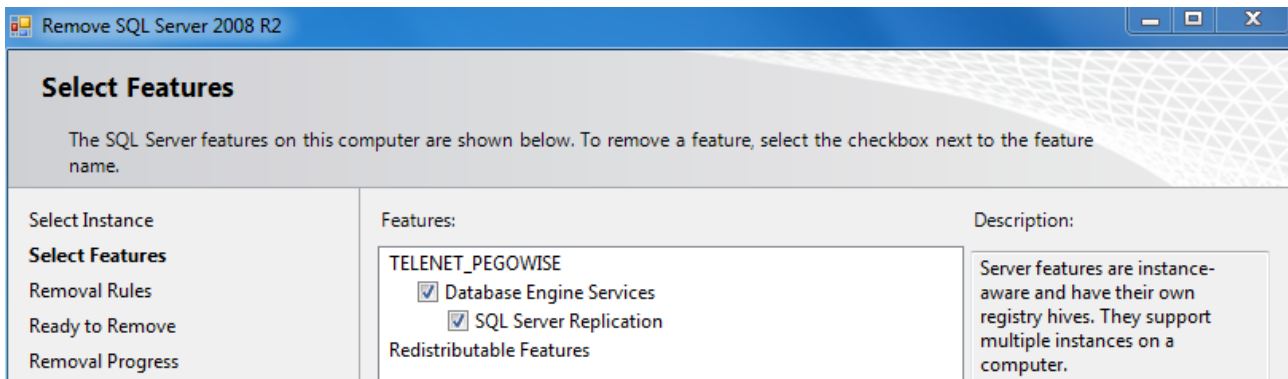 Remove SQL Server 2008 R2
Select Features
The SQL Server features on this computer are shown below. To remove a feature, select the checkbox next to the feature
name.
Select Instance
Select Features
Removal Rules
Ready to Remove
Removal Progress
Features:
TELENET_PEGOWISE
Database Engine Services
SQL Server Replication
Redistributable Features
Description:
Server features are instance-
aware and have their own
registry hives. They support
multiple instances on a
computer.